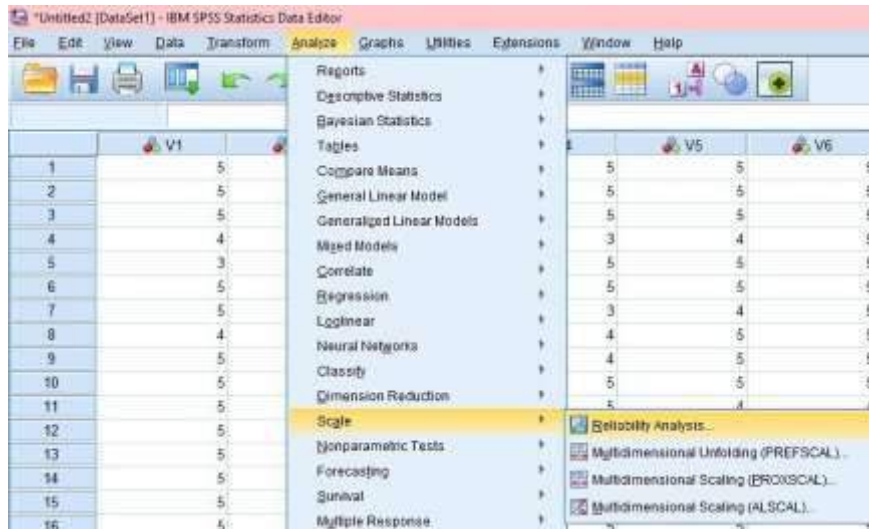 *Untitled2 [DataSet1] - IBM SPSS Statistics Data Editor
File Edit View Data Transform Analyze Graphs Utilities Extensions Window Help
Reports
Descriptive Statistics
Bayesian Statistics
Tables
Compare Means
General Linear Model
Generalized Linear Models
Mixed Models
Correlate
Regression
Loglinear
Neural Networks
Classify
Dimension Reduction
Scale
Nonparametric Tests
Forecasting
Survival
Multiple Response
Reliability Analysis...
Multidimensional Unfolding (PREFSCAL)...
Multidimensional Scaling (PROXSCAL)...
Multidimensional Scaling (ALSCAL)...
V1 V5 V6
1 5 5 5
2 5 5 5
3 5 5 5
4 4 3 4
5 3 5 5
6 5 5 5
7 5 3 4
8 4 4 5
9 5 4 5
10 5 5 5
11 5 5 4
12 5
13 5
14 5
15 5
16